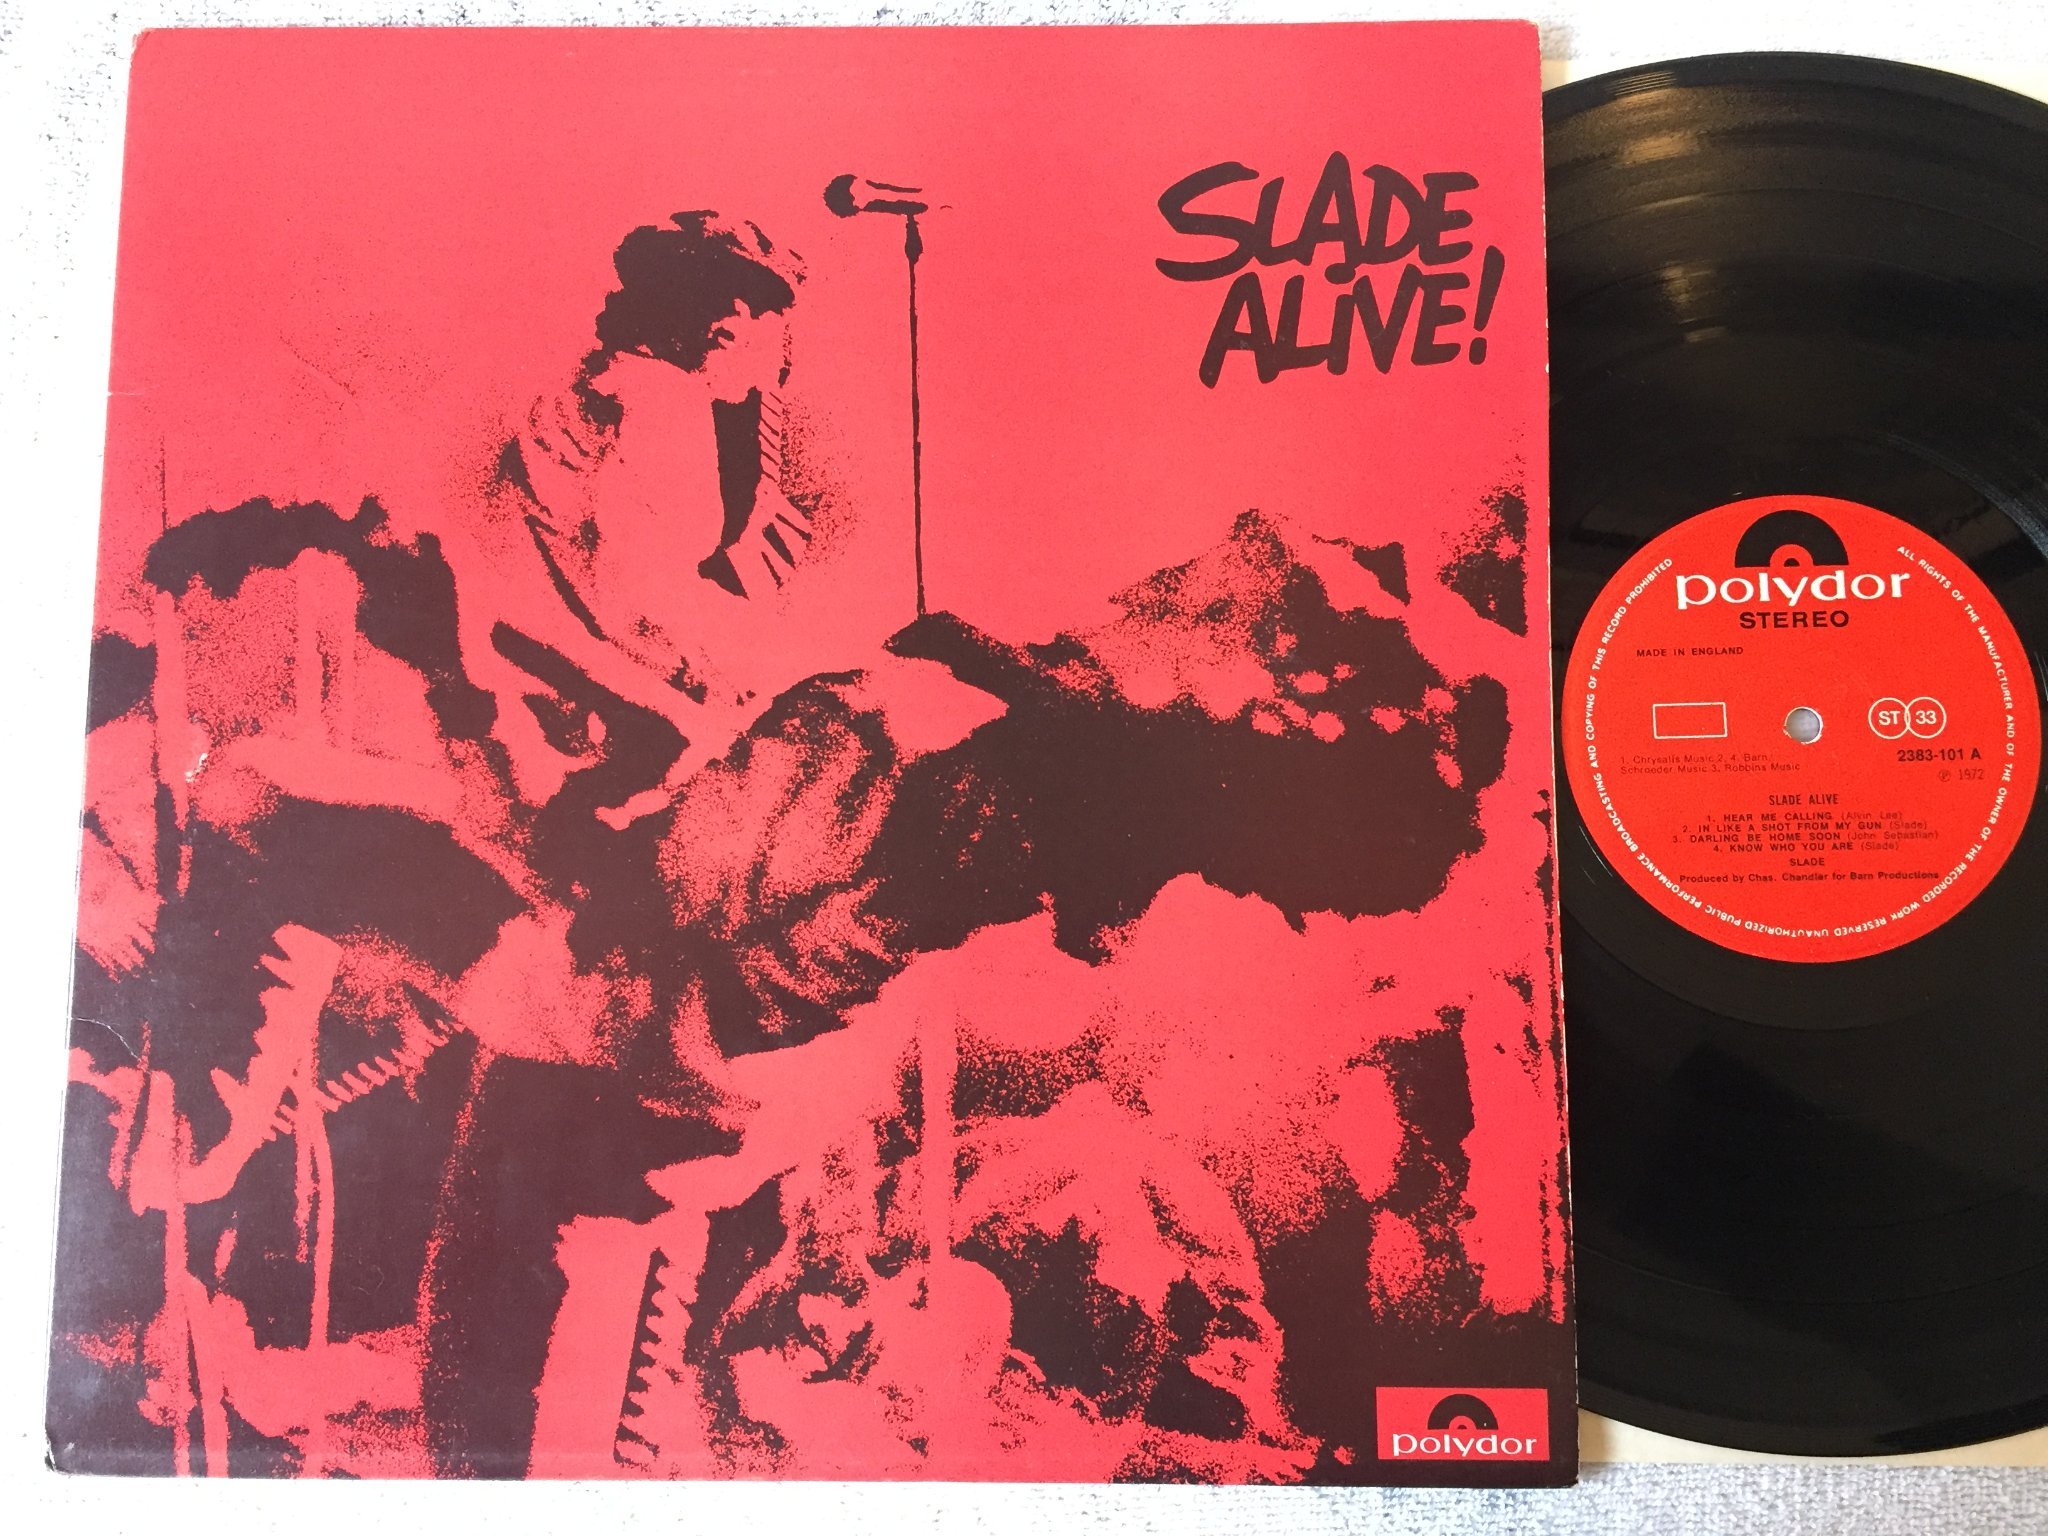 SLADE
ALiVE!
polydor
polydor
STEREO
MADE IN ENGLAND
ST 33
2383-101 A
℗ 1972
1. Chrysalis Music 2, 4. Barn /
Schroeder Music 3. Robbins Music
SLADE ALIVE
1. HEAR ME CALLING (Alvin Lee)
2. IN LIKE A SHOT FROM MY GUN (Slade)
3. DARLING BE HOME SOON (John Sebastian)
4. KNOW WHO YOU ARE (Slade)
SLADE
Produced by Chas. Chandler for Barn Productions
ALL RIGHTS OF THE MANUFACTURER AND OF THE OWNER OF THE RECORDED WORK RESERVED UNAUTHORIZED PUBLIC PERFORMANCE BROADCASTING AND COPYING OF THIS RECORD PROHIBITED